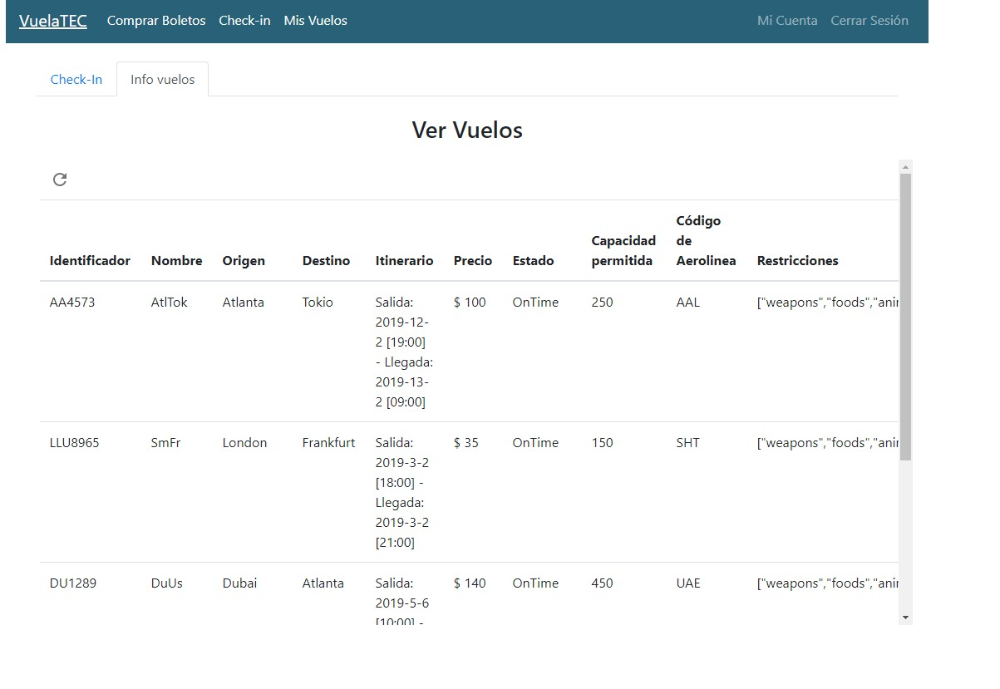 VuelaTEC Comprar Boletos Check-in Mis Vuelos Mi Cuenta Cerrar Sesión
Check-In Info vuelos
Ver Vuelos
Identificador Nombre Origen Destino Itinerario Precio Estado Capacidad permitida Código de Aerolinea Restricciones
AA4573 AtlTok Atlanta Tokio Salida: $ 100 OnTime 250 AAL ["weapons","foods","anir
2019-12-
2 [19:00]
- Llegada:
2019-13-
2 [09:00]
LLU8965 SmFr London Frankfurt Salida: $ 35 OnTime 150 SHT ["weapons","foods","anir
2019-3-2
[18:00] -
Llegada:
2019-3-2
[21:00]
DU1289 DuUs Dubai Atlanta Salida: $ 140 OnTime 450 UAE ["weapons","foods","anir
2019-5-6
[10:00] -